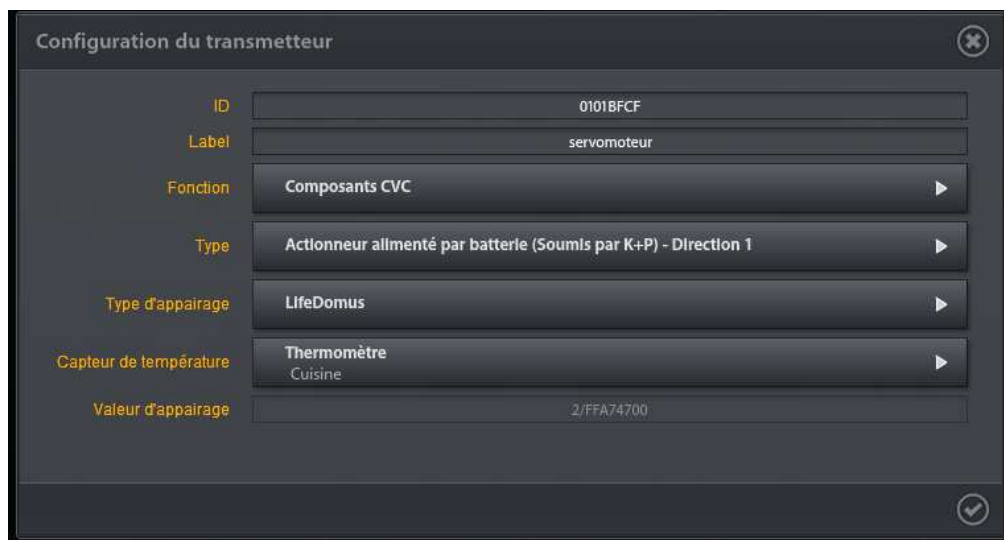 Configuration du transmetteur
ID 0101BFCF
Label servomoteur
Fonction Composants CVC
Type Actionneur alimenté par batterie (Soumis par K+P) - Direction 1
Type d'appairage LifeDomus
Capteur de température Thermomètre
Cuisine
Valeur d'appairage 2/FFA74700